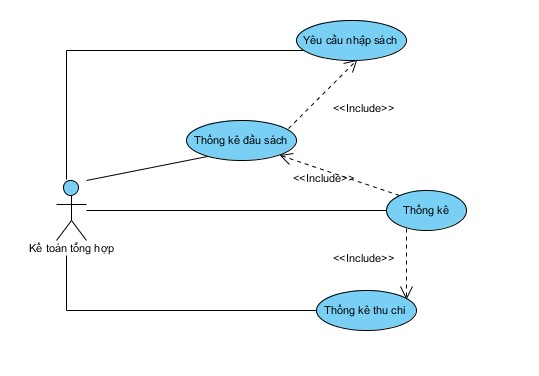 Yêu cầu nhập sách
<<Include>>
Thống kê đầu sách
<<Include>>
Thống kê
Kế toán tổng hợp
<<Include>>
Thống kê thu chi